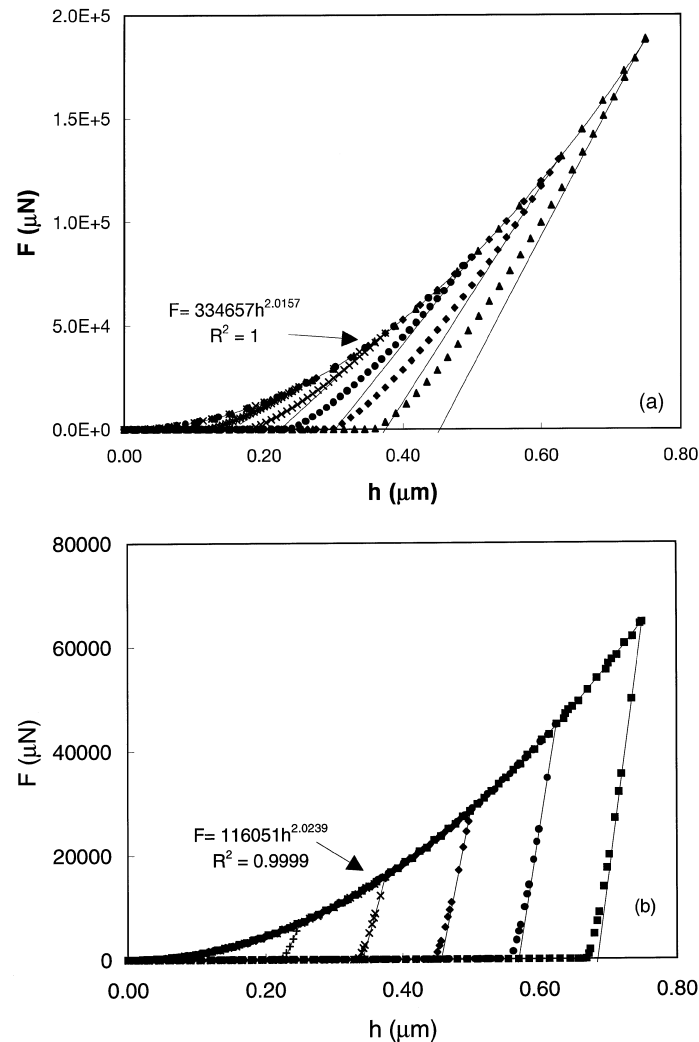 2.0E+5
1.5E+5
1.0E+5
5.0E+4
0.0E+0
F (μN)
F= 334657h^2.0157
R² = 1
(a)
0.00 0.20 0.40 0.60 0.80
h (μm)
80000
60000
40000
20000
0
F (μN)
F= 116051h^2.0239
R² = 0.9999
(b)
0.00 0.20 0.40 0.60 0.80
h (μm)